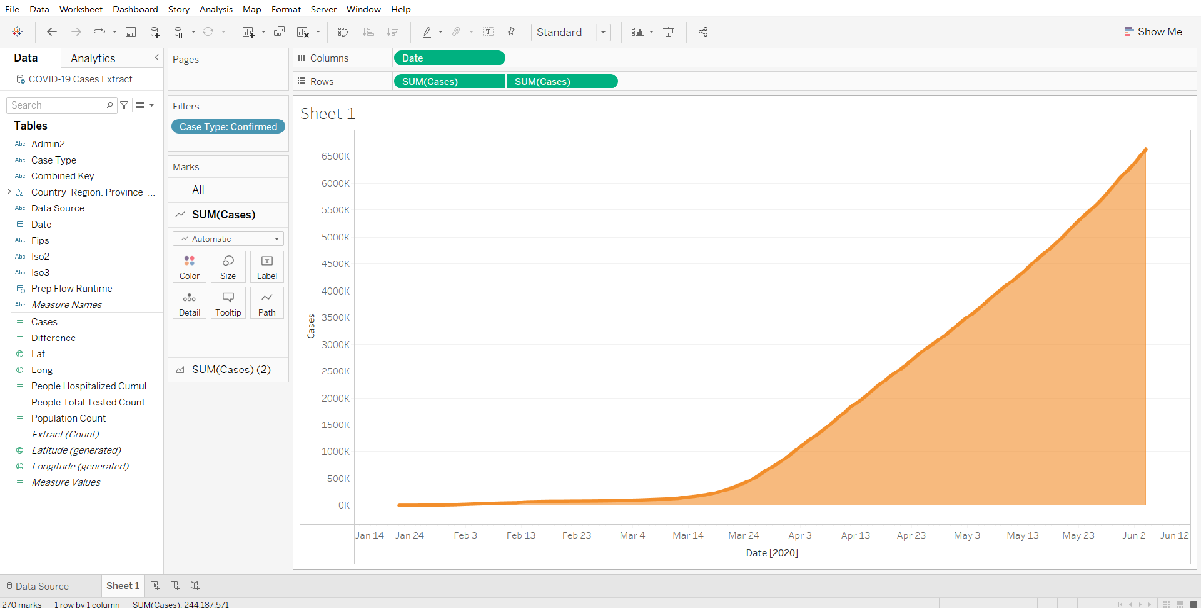 File Data Worksheet Dashboard Story Analysis Map Format Server Window Help
Standard
Show Me
Data Analytics
COVID-19 Cases Extract
Search
Tables
Abc Admin2
Abc Case Type
Abc Combined Key
Country Region, Province ...
Abc Data Source
Date
Abc Fips
Abc Iso2
Abc Iso3
Prep Flow Runtime
Abc Measure Names
Cases
Difference
Lat
Long
People Hospitalized Cumul
People Total Tested Count
Population Count
Extract (Count)
Latitude (generated)
Longitude (generated)
Measure Values
Pages
Filters
Case Type: Confirmed
Marks
All
SUM(Cases)
Automatic
Color Size Label
Detail Tooltip Path
SUM(Cases) (2)
Columns Date
Rows SUM(Cases) SUM(Cases)
Sheet 1
6500K
6000K
5500K
5000K
4500K
4000K
3500K
3000K
2500K
2000K
1500K
1000K
500K
0K
Cases
Jan 14 Jan 24 Feb 3 Feb 13 Feb 23 Mar 4 Mar 14 Mar 24 Apr 3 Apr 13 Apr 23 May 3 May 13 May 23 Jun 2 Jun 12
Date [2020]
Data Source Sheet 1
270 marks 1 row by 1 column SUM(Cases): 244,187,571